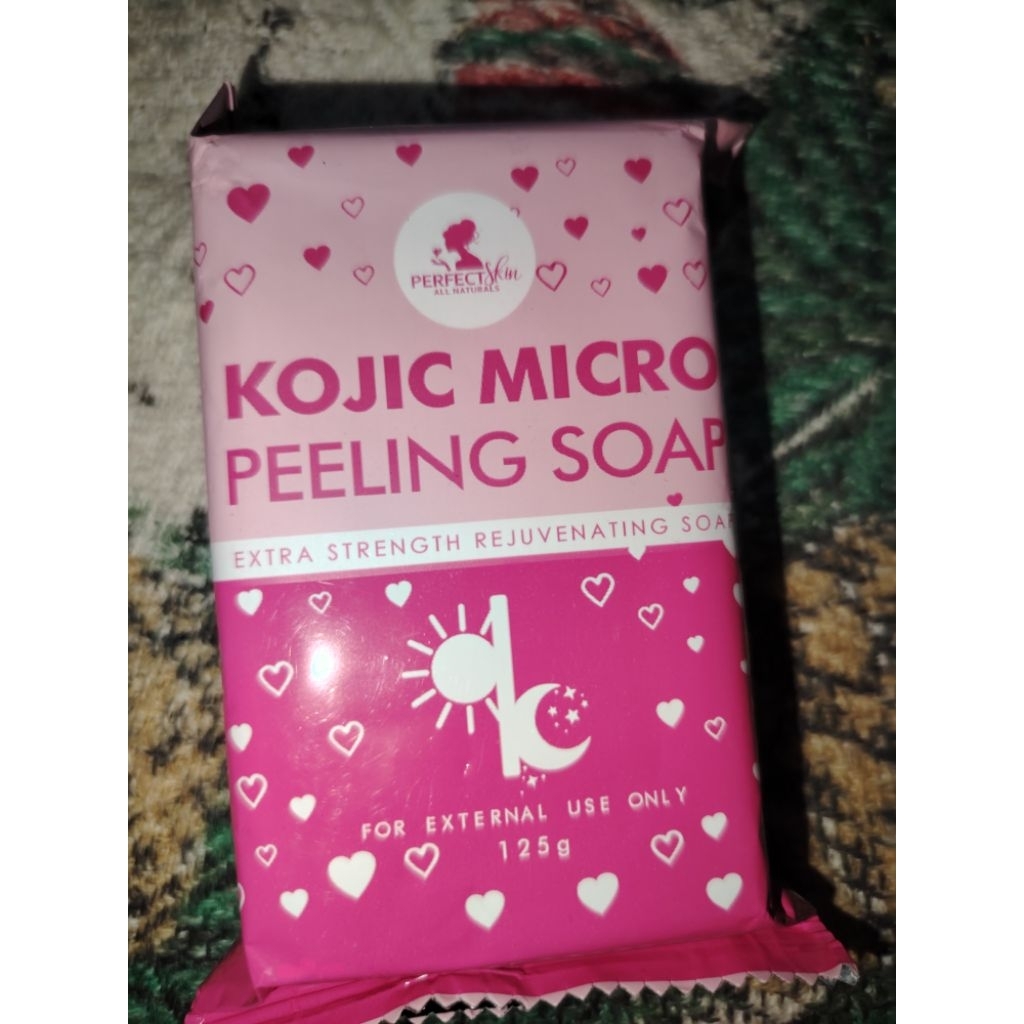 PERFECT Skin
ALL NATURALS
KOJIC MICRO
PEELING SOAP
EXTRA STRENGTH REJUVENATING SOAP
FOR EXTERNAL USE ONLY
125g